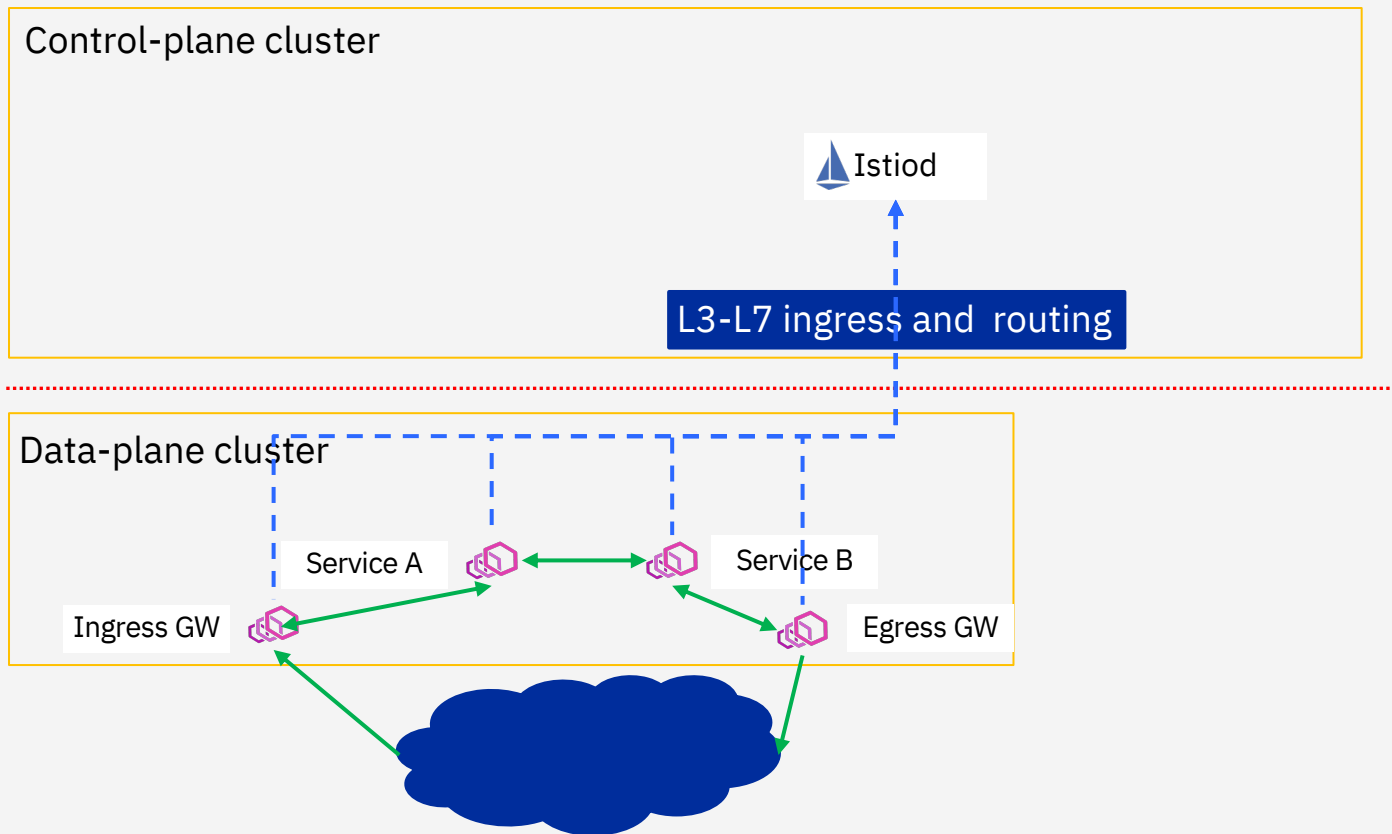 Control-plane cluster
Istiod
L3-L7 ingress and  routing
Data-plane cluster
Service A
Service B
Ingress GW
Egress GW